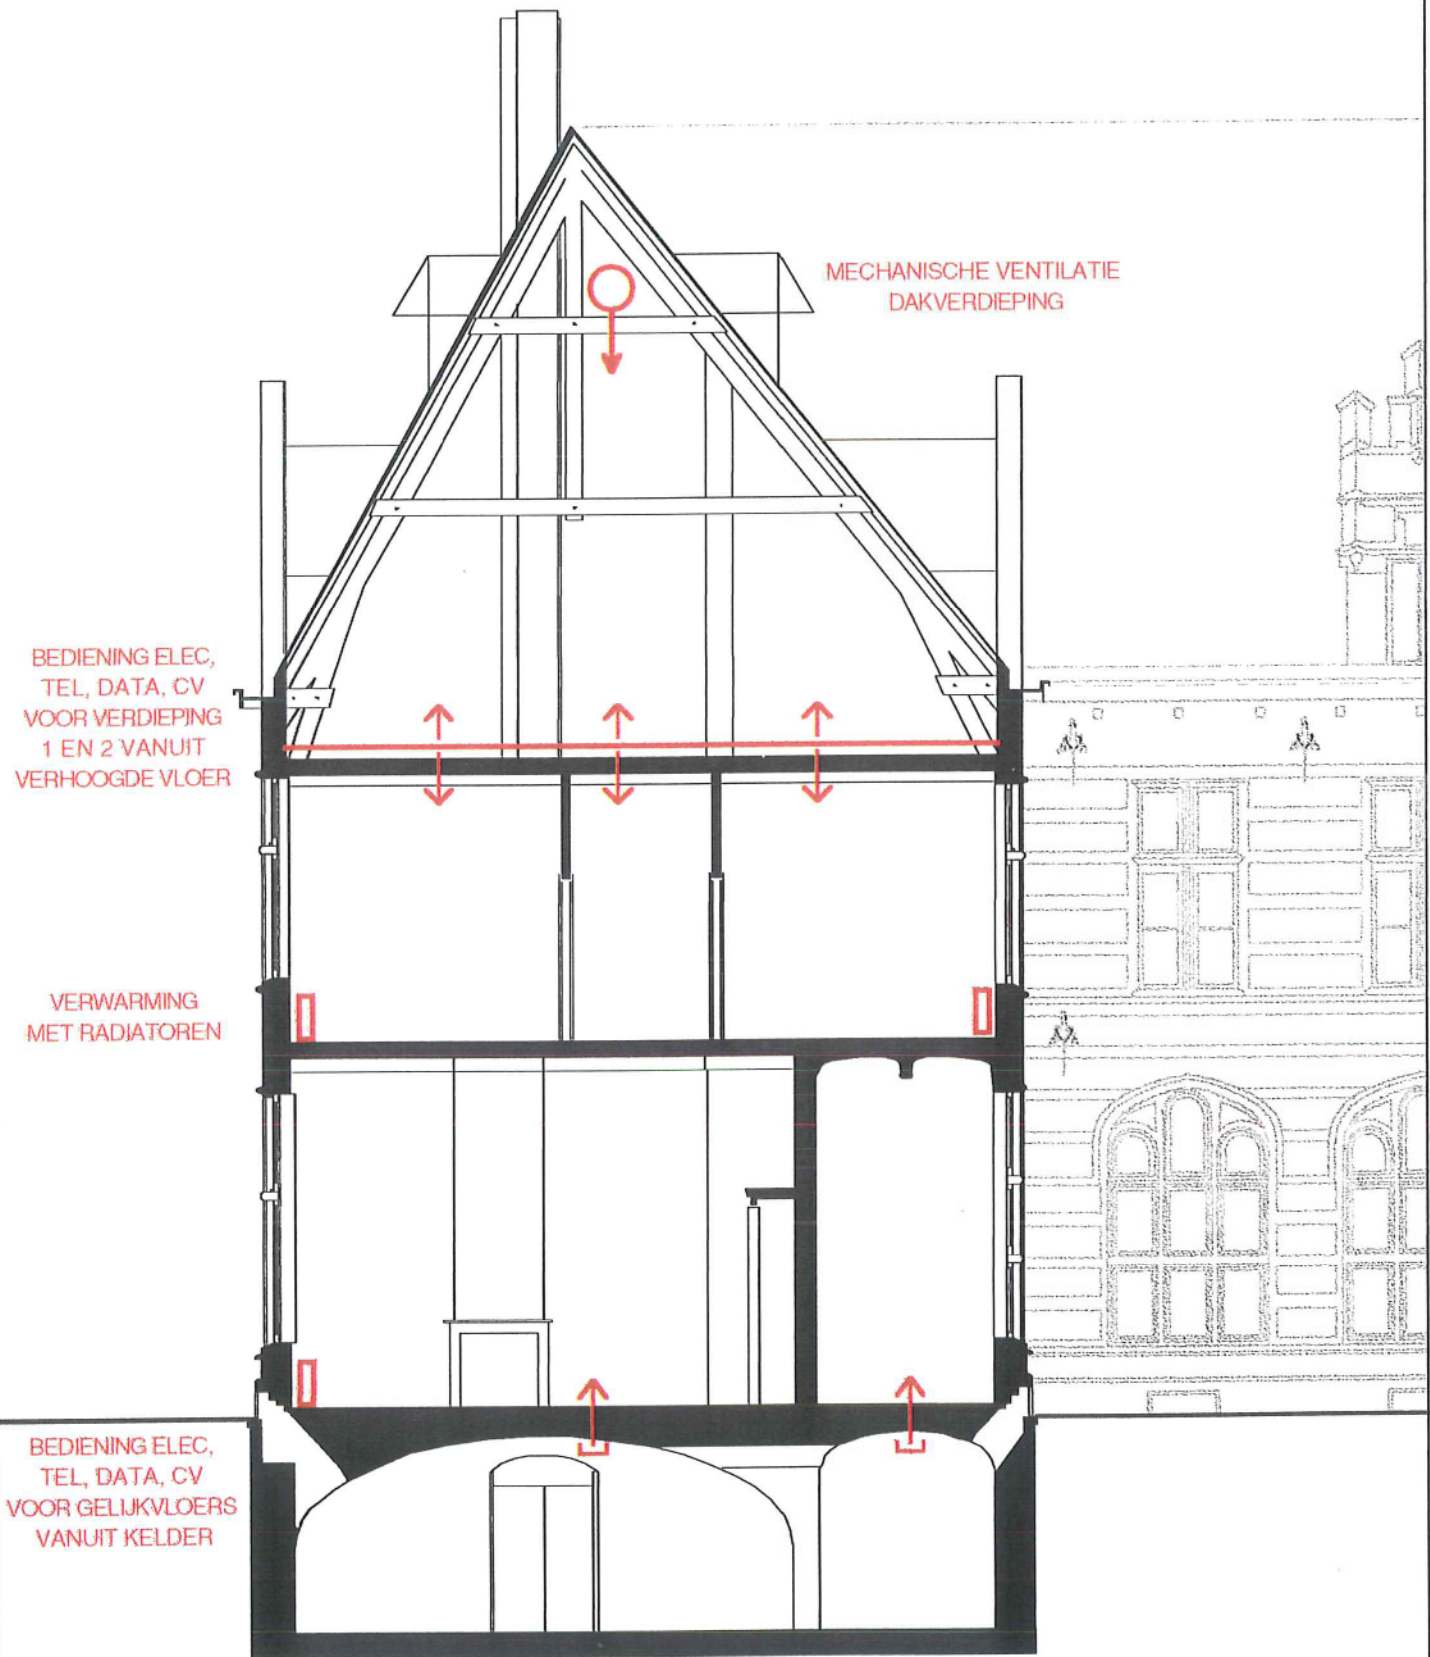 MECHANISCHE VENTILATIE
DAKVERDIEPING
BEDIENING ELEC,
TEL, DATA, CV
VOOR VERDIEPING
1 EN 2 VANUIT
VERHOOGDE VLOER
VERWARMING
MET RADIATOREN
BEDIENING ELEC,
TEL, DATA, CV
VOOR GELIJKVLOERS
VANUIT KELDER